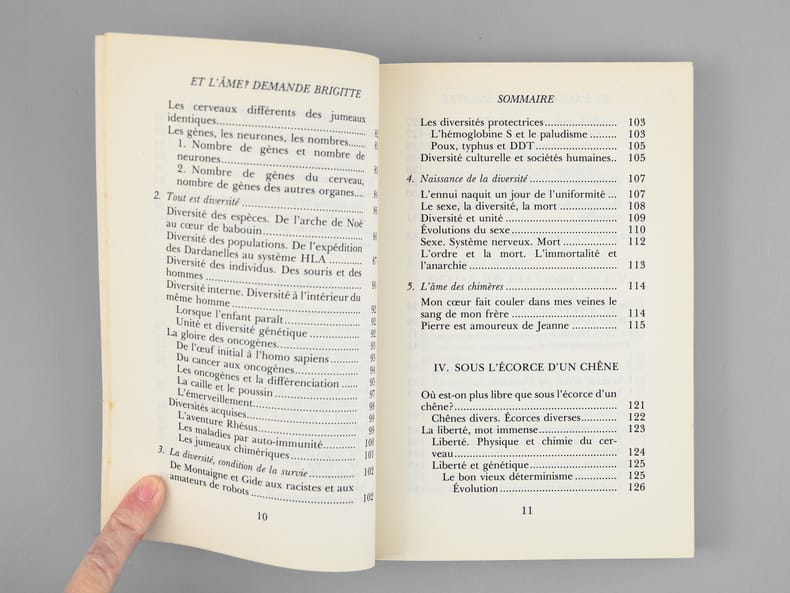 ET L'ÂME? DEMANDE BRIGITTE
Les cerveaux différents des jumeaux
identiques
Les gènes, les neurones, les nombres
1. Nombre de gènes et nombre de
neurones
2. Nombre de gènes du cerveau,
nombre de gènes des autres organes....
2. Tout est diversité
Diversité des espèces. De l'arche de Noé
au cœur de babouin
Diversité des populations. De l'expédition
des Dardanelles au système HLA
Diversité des individus. Des souris et des
hommes
Diversité interne. Diversité à l'intérieur du
même homme
Lorsque l'enfant paraît
Unité et diversité génétique
La gloire des oncogènes
De l'œuf initial à l'homo sapiens
Du cancer aux oncogènes
Les oncogènes et la différenciation ...... 95
La caille et le poussin 97
L'émerveillement 98
Diversités acquises 99
L'aventure Rhésus 99
Les maladies par auto-immunité 100
Les jumeaux chimériques 101
3. La diversité, condition de la survie 102
De Montaigne et Gide aux racistes et aux
amateurs de robots 102
10
SOMMAIRE
Les diversités protectrices 103
L'hémoglobine S et le paludisme 103
Poux, typhus et DDT 105
Diversité culturelle et sociétés humaines.. 105
4. Naissance de la diversité 107
L'ennui naquit un jour de l'uniformité ... 107
Le sexe, la diversité, la mort 108
Diversité et unité 109
Évolutions du sexe 110
Sexe. Système nerveux. Mort 112
L'ordre et la mort. L'immortalité et
l'anarchie 113
5. L'âme des chimères 114
Mon cœur fait couler dans mes veines le
sang de mon frère 114
Pierre est amoureux de Jeanne 115
IV. SOUS L'ÉCORCE D'UN CHÊNE
Où est-on plus libre que sous l'écorce d'un
chêne? 121
Chênes divers. Écorces diverses 122
La liberté, mot immense 123
Liberté. Physique et chimie du cer-
veau 124
Liberté et génétique 125
Le bon vieux déterminisme 125
Évolution 126
11